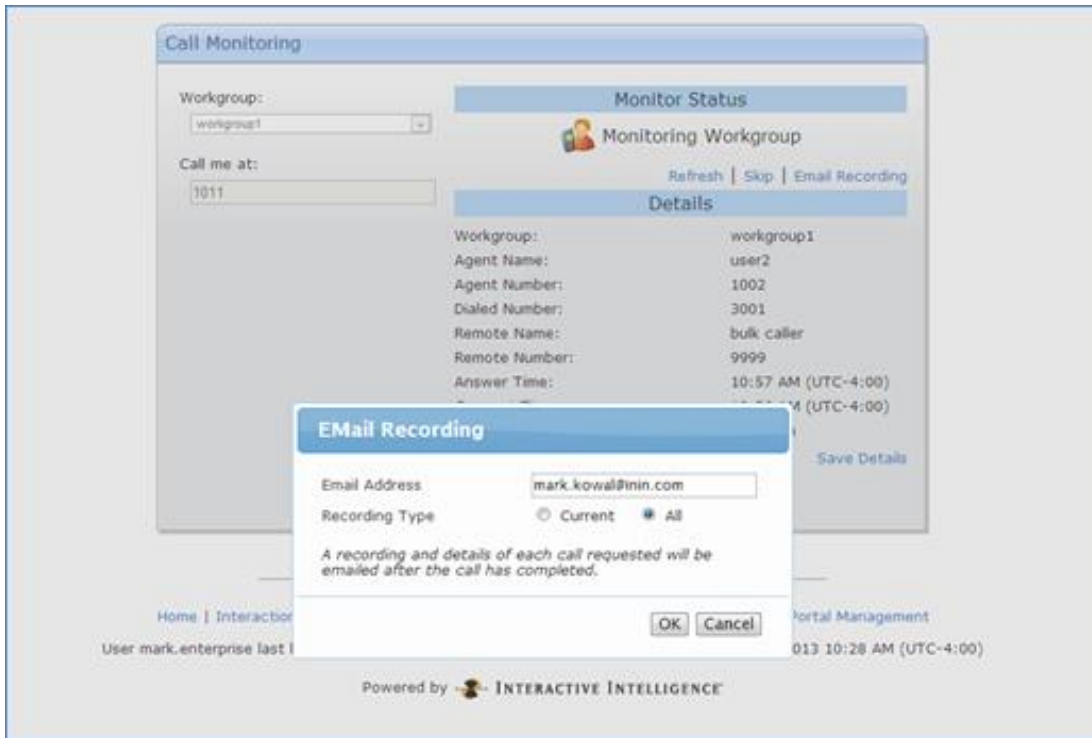 Call Monitoring
Workgroup:
workgroup1
Call me at:
1011
Monitor Status
Monitoring Workgroup
Refresh | Skip | Email Recording
Details
Workgroup: workgroup1
Agent Name: user2
Agent Number: 1002
Dialed Number: 3001
Remote Name: bulk caller
Remote Number: 9999
Answer Time: 10:57 AM (UTC-4:00)
(UTC-4:00)
Save Details
EMail Recording
Email Address mark.kowal@inin.com
Recording Type Current All
A recording and details of each call requested will be
emailed after the call has completed.
OK Cancel
Home | Interaction Portal Management
User mark.enterprise last 013 10:28 AM (UTC-4:00)
Powered by INTERACTIVE INTELLIGENCE